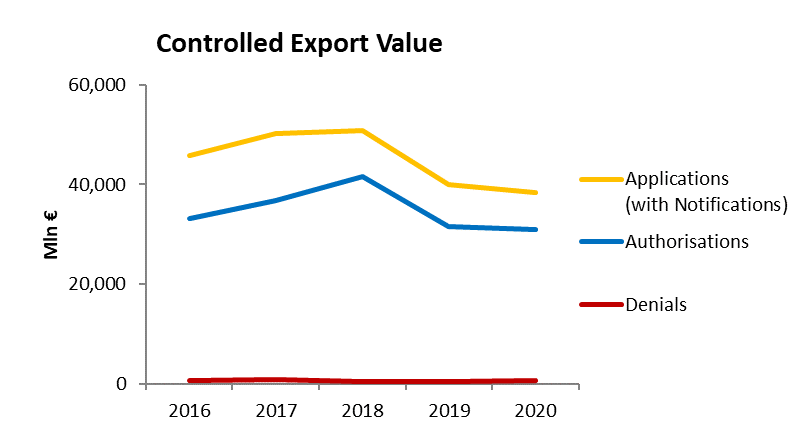 Controlled Export Value
60,000
40,000
20,000
0
Mln €
2016 2017 2018 2019 2020
Applications
(with Notifications)
Authorisations
Denials